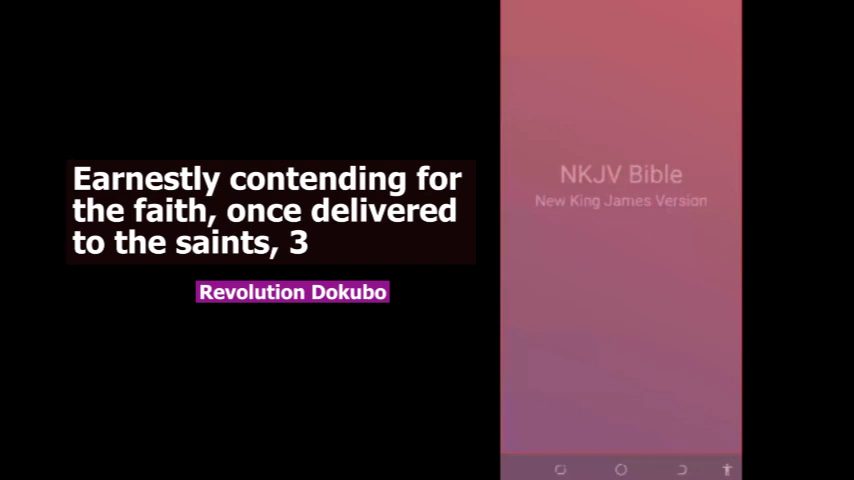 Earnestly contending for
the faith, once delivered
to the saints, 3
Revolution Dokubo
NKJV Bible
New King James Version